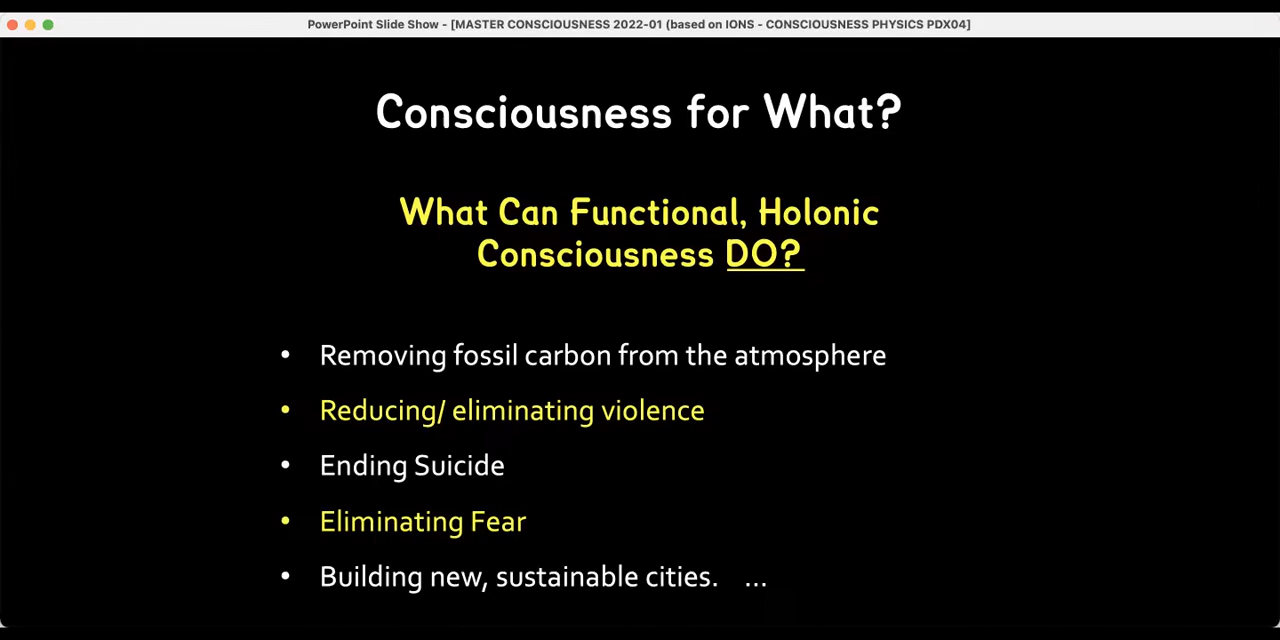 PowerPoint Slide Show - [MASTER CONSCIOUSNESS 2022-01 (based on IONS - CONSCIOUSNESS PHYSICS PDX04]
Consciousness for What?
What Can Functional, Holonic
Consciousness DO?
• Removing fossil carbon from the atmosphere
• Reducing/ eliminating violence
• Ending Suicide
• Eliminating Fear
• Building new, sustainable cities. ...